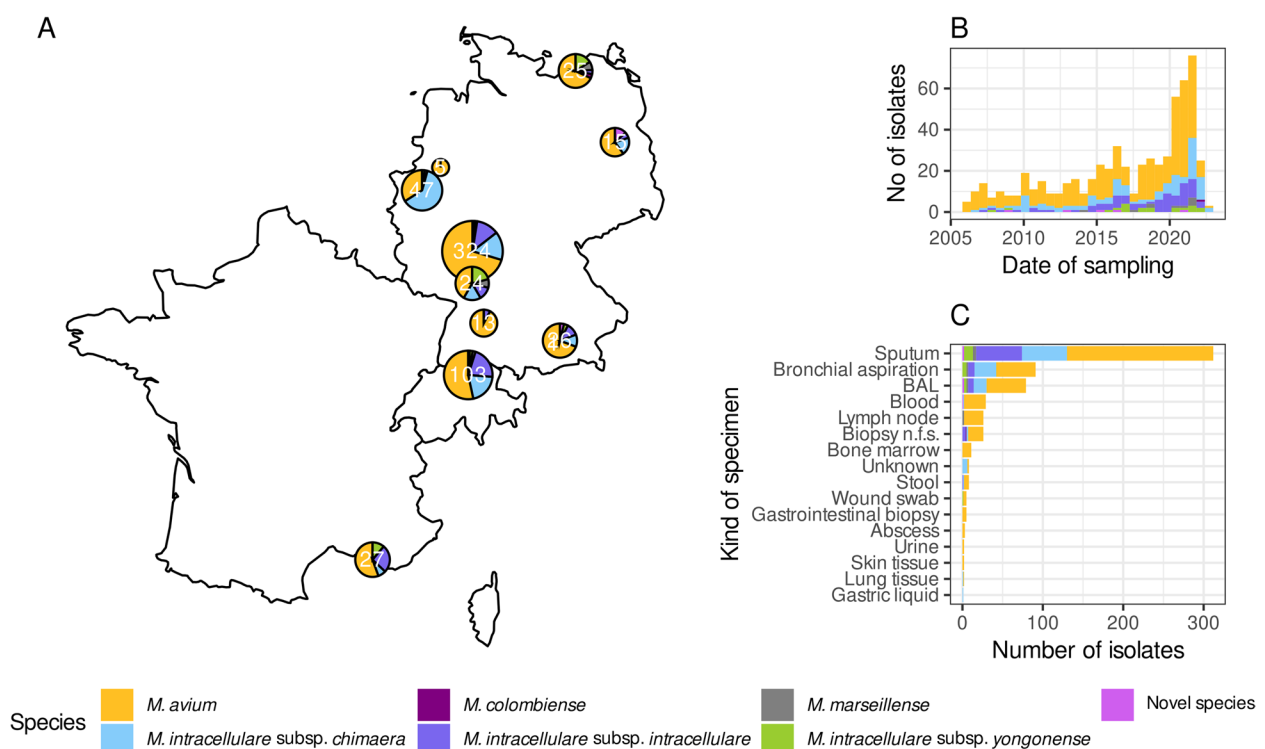 A
25
15
47
324
24
13
103
27
B
No of isolates
60
40
20
0
2005
2010
2015
2020
Date of sampling
C
Kind of specimen
Sputum
Bronchial aspiration
BAL
Blood
Lymph node
Biopsy n.f.s.
Bone marrow
Unknown
Stool
Wound swab
Gastrointestinal biopsy
Abscess
Urine
Skin tissue
Lung tissue
Gastric liquid
0
100
200
300
Number of isolates
Species
M. avium
M. intracellulare subsp. chimaera
M. colombiense
M. intracellulare subsp. intracellulare
M. marseillense
M. intracellulare subsp. yongonense
Novel species